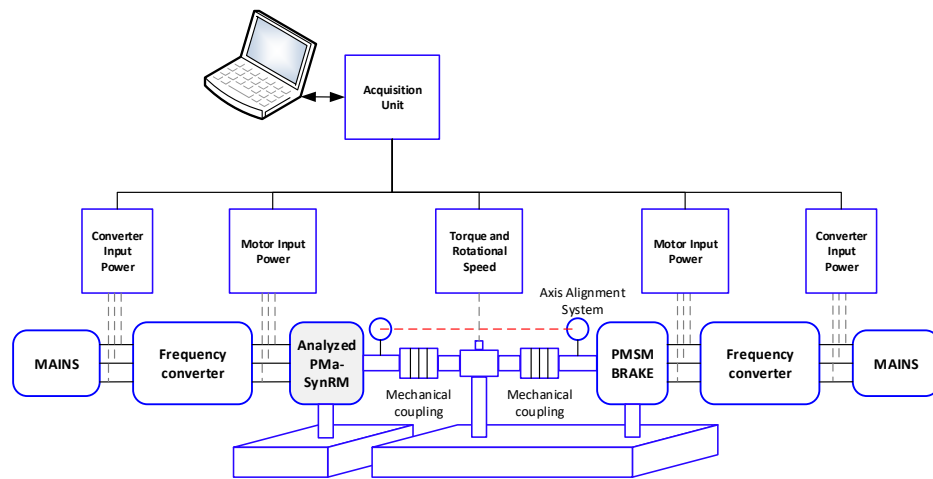 Acquisition
Unit
Converter
Input
Power
Motor Input
Power
Torque and
Rotational
Speed
Motor Input
Power
Converter
Input
Power
Axis Alignment
System
MAINS
Frequency
converter
Analyzed
PMa-
SynRM
PMSM
BRAKE
Frequency
converter
MAINS
Mechanical
coupling
Mechanical
coupling